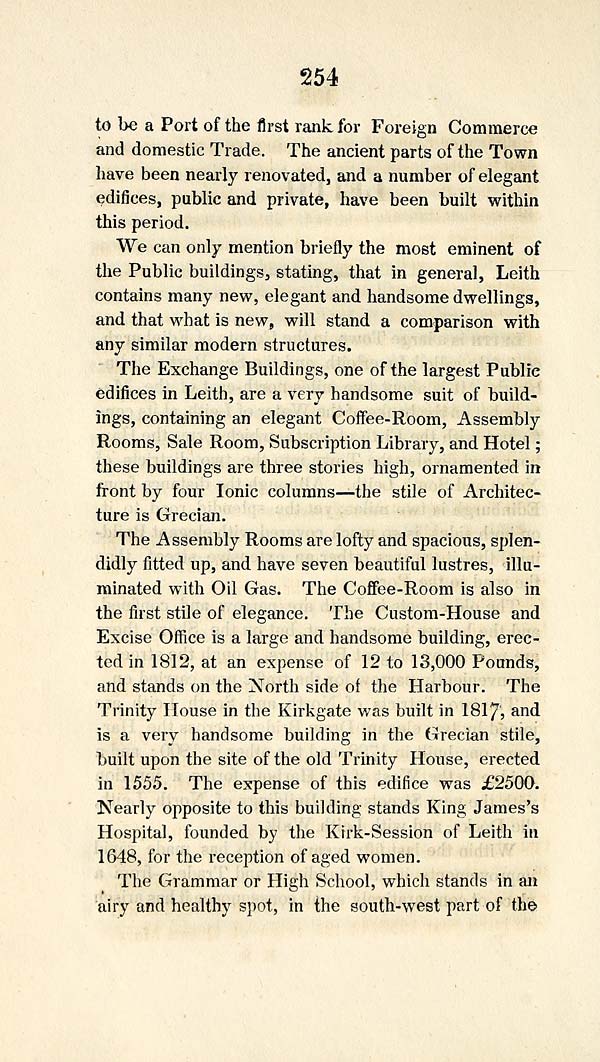 254
to be a Port of the first rank for Foreign Commerce
and domestic Trade. The ancient parts of the Town
have been nearly renovated, and a number of elegant
edifices, public and private, have been built within
this period.
We can only mention briefly the most eminent of
the Public buildings, stating, that in general, Leith
contains many new, elegant and handsome dwellings,
and that what is new, will stand a comparison with
any similar modern structures.
The Exchange Buildings, one of the largest Public
edifices in Leith, are a very handsome suit of build-
ings, containing an elegant Coffee-Room, Assembly
Rooms, Sale Room, Subscription Library, and Hotel;
these buildings are three stories high, ornamented in
front by four Ionic columns—the stile of Architec-
ture is Grecian.
The Assembly Rooms are lofty and spacious, splen-
didly fitted up, and have seven beautiful lustres, illu-
minated with Oil Gas. The Coffee-Room is also in
the first stile of elegance. The Custom-House and
Excise Office is a large and handsome building, erec-
ted in 1812, at an expense of 12 to 13,000 Pounds,
and stands on the North side of the Harbour. The
Trinity House in the Kirkgate was built in 1817, and
is a very handsome building in the Grecian stile,
built upon the site of the old Trinity House, erected
in 1555. The expense of this edifice was £2500.
Nearly opposite to this building stands King James's
Hospital, founded by the Kirk-Session of Leith in
1648, for the reception of aged women.
The Grammar or High School, which stands in an
airy and healthy spot, in the south-west part of the